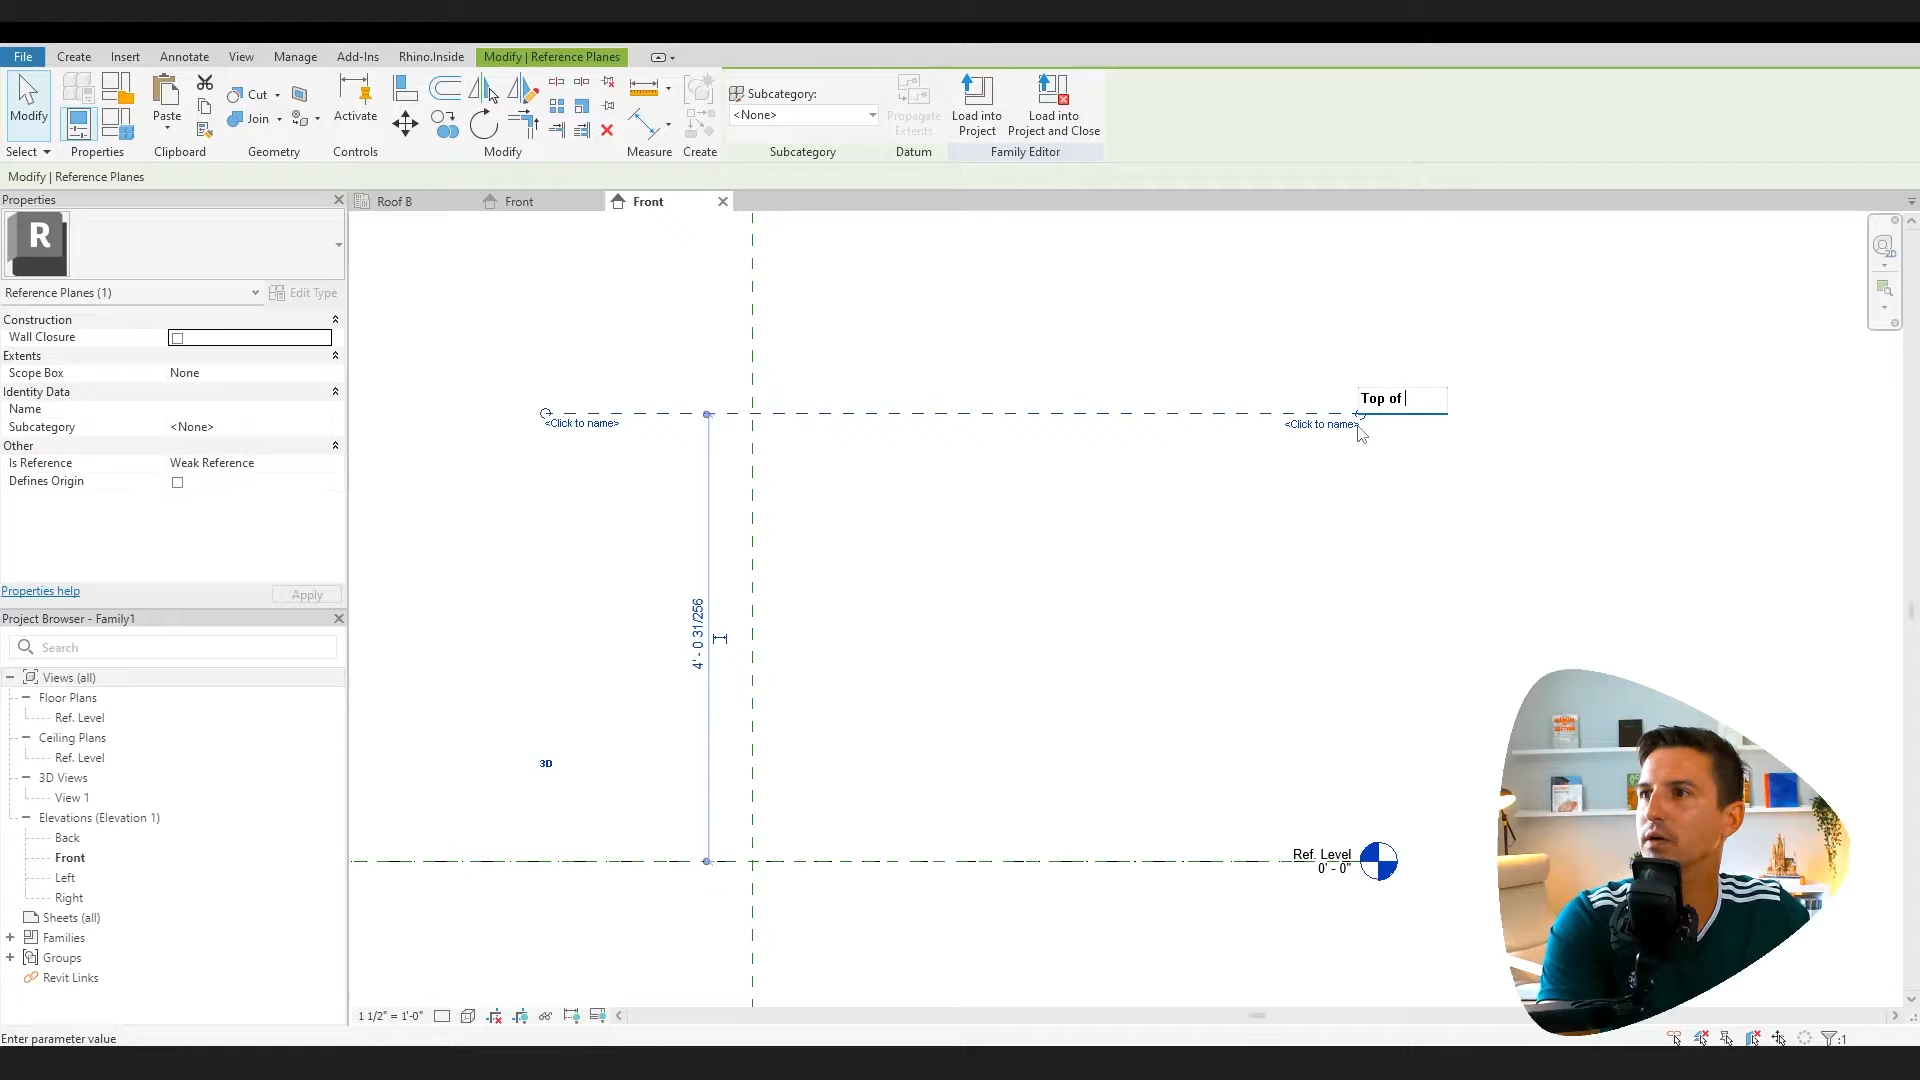 File Create Insert Annotate View Manage Add-Ins Rhino.Inside Modify | Reference Planes
Modify
Paste
Cut
Join
Activate
Subcategory:
<None>
Propagate
Extents
Load into
Project
Load into
Project and Close
Select Properties Clipboard Geometry Controls Modify Measure Create Subcategory Datum Family Editor
Modify | Reference Planes
Properties
Roof B
Front
Front
R
Reference Planes (1)
Edit Type
Construction
Wall Closure
Extents
Scope Box None
Identity Data
Name
Subcategory <None>
Other
Is Reference Weak Reference
Defines Origin
Properties help
Apply
Project Browser - Family1
Search
Views (all)
Floor Plans
Ref. Level
Ceiling Plans
Ref. Level
3D Views
View 1
Elevations (Elevation 1)
Back
Front
Left
Right
Sheets (all)
Families
Groups
Revit Links
2D
Top of
<Click to name>
<Click to name>
4' - 0 31/256
3D
Ref. Level
0' - 0"
MANUAL
OF
SECTION
1 1/2" = 1'-0"
Enter parameter value
:1